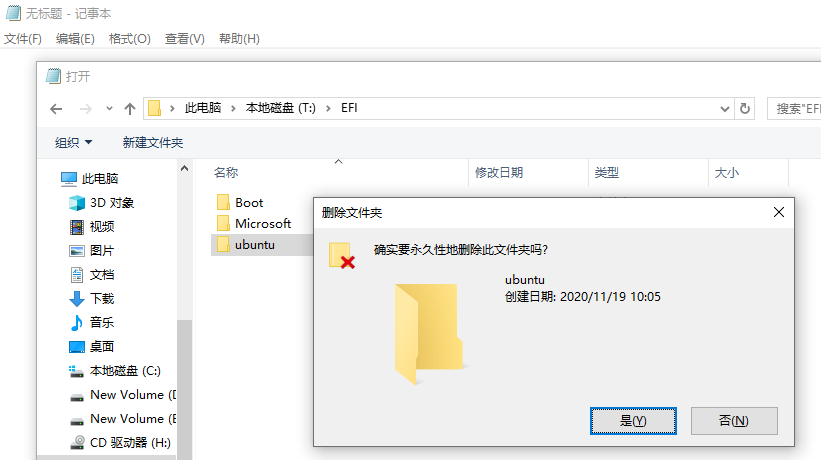 无标题 - 记事本
文件(F) 编辑(E) 格式(O) 查看(V) 帮助(H)
打开
此电脑 › 本地磁盘 (T:) › EFI
搜索"EFI
组织 新建文件夹
名称 修改日期 类型 大小
此电脑
3D 对象
视频
图片
文档
下载
音乐
桌面
本地磁盘 (C:)
New Volume (D
New Volume (E
CD 驱动器 (H:)
Boot
Microsoft
ubuntu
删除文件夹
确实要永久性地删除此文件夹吗?
ubuntu
创建日期: 2020/11/19 10:05
是(Y) 否(N)